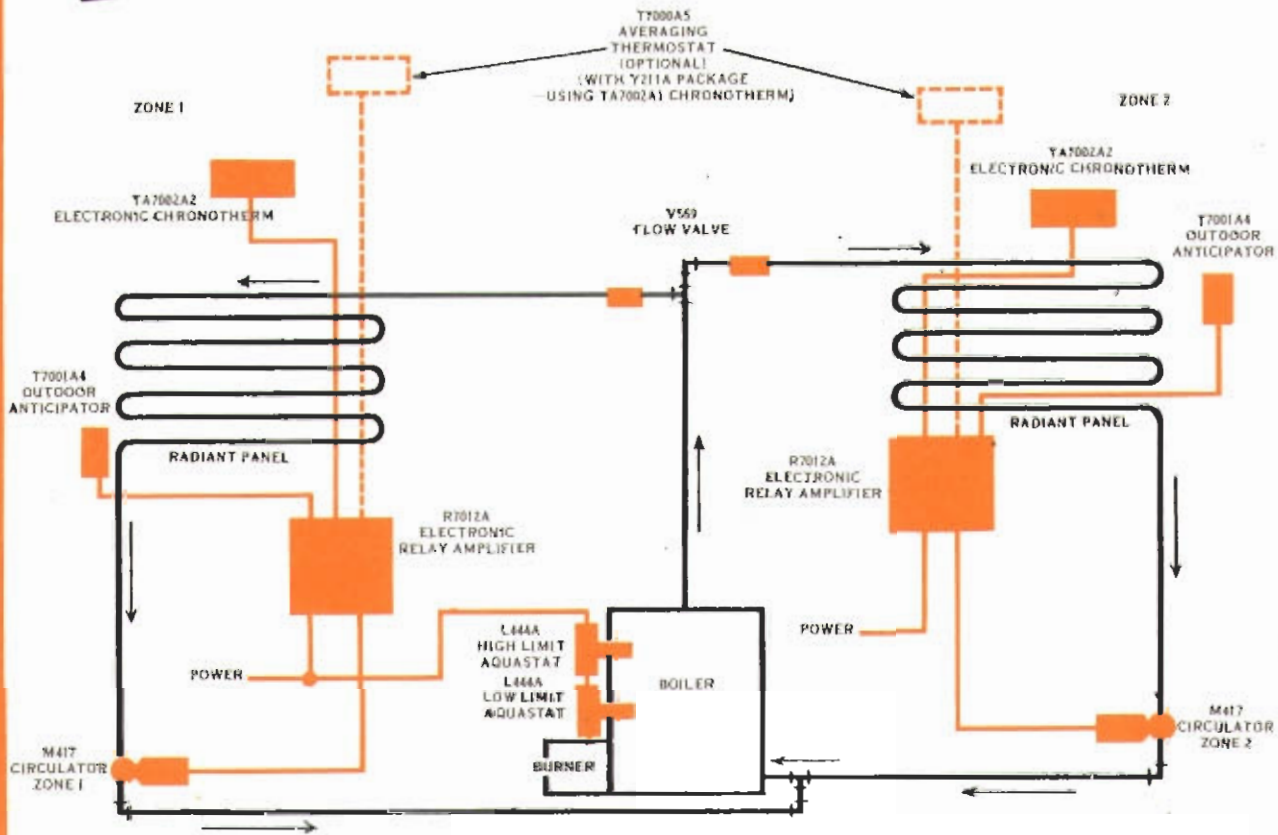 T7000A5
AVERAGING
THERMOSTAT
(OPTIONAL)
(WITH Y211A PACKAGE
USING TA7002A1 CHRONOTHERM)
ZONE 1
ZONE 2
TA7002A2
ELECTRONIC CHRONOTHERM
TA7002A2
ELECTRONIC CHRONOTHERM
V569
FLOW VALVE
T7001A4
OUTDOOR
ANTICIPATOR
T7001A4
OUTDOOR
ANTICIPATOR
RADIANT PANEL
RADIANT PANEL
R7012A
ELECTRONIC
RELAY AMPLIFIER
R7012A
ELECTRONIC
RELAY AMPLIFIER
POWER
POWER
L444A
HIGH LIMIT
AQUASTAT
L444A
LOW LIMIT
AQUASTAT
BOILER
BURNER
M417
CIRCULATOR
ZONE 1
M417
CIRCULATOR
ZONE 2